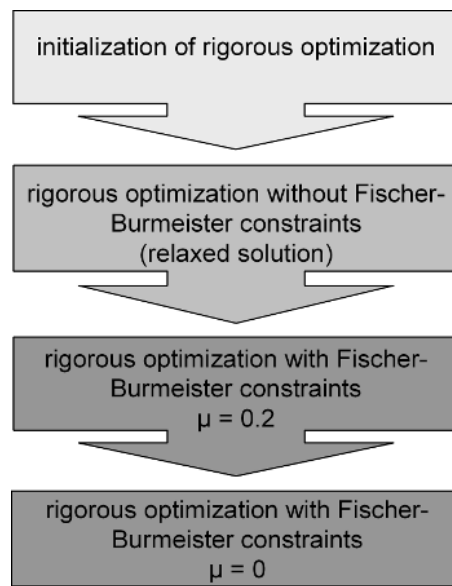 initialization of rigorous optimization
rigorous optimization without Fischer-
Burmeister constraints
(relaxed solution)
rigorous optimization with Fischer-
Burmeister constraints
µ = 0.2
rigorous optimization with Fischer-
Burmeister constraints
µ = 0